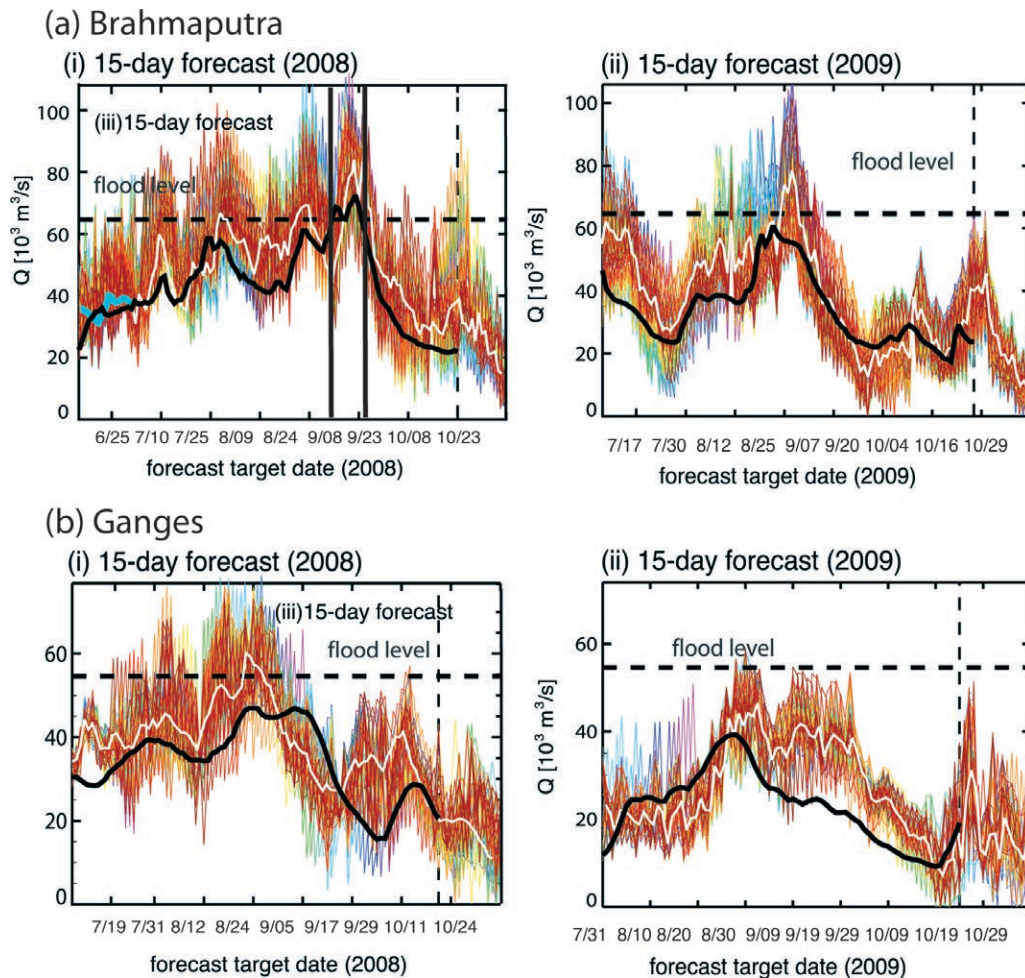 (a) Brahmaputra
(i) 15-day forecast (2008)
(iii)15-day forecast
flood level
Q [10³ m³/s]
100
80
60
40
20
0
6/25 7/10 7/25 8/09 8/24 9/08 9/23 10/08 10/23
forecast target date (2008)
(ii) 15-day forecast (2009)
flood level
Q [10³ m³/s]
100
80
60
40
20
0
7/17 7/30 8/12 8/25 9/07 9/20 10/04 10/16 10/29
forecast target date (2009)
(b) Ganges
(i) 15-day forecast (2008)
(iii)15-day forecast
flood level
60
40
20
0
7/19 7/31 8/12 8/24 9/05 9/17 9/29 10/11 10/24
forecast target date (2008)
(ii) 15-day forecast (2009)
flood level
Q [10³ m³/s]
60
40
20
0
7/31 8/10 8/20 8/30 9/09 9/19 9/29 10/09 10/19 10/29
forecast target date (2009)